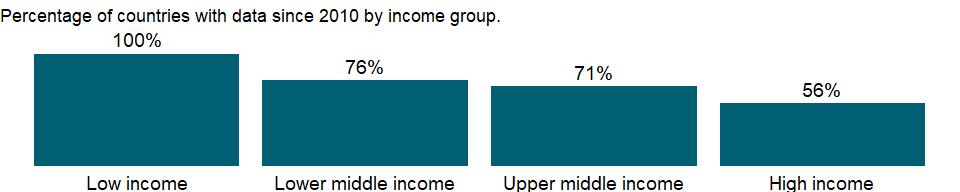 Percentage of countries with data since 2010 by income group.
100%
76%
71%
56%
Low income
Lower middle income
Upper middle income
High income